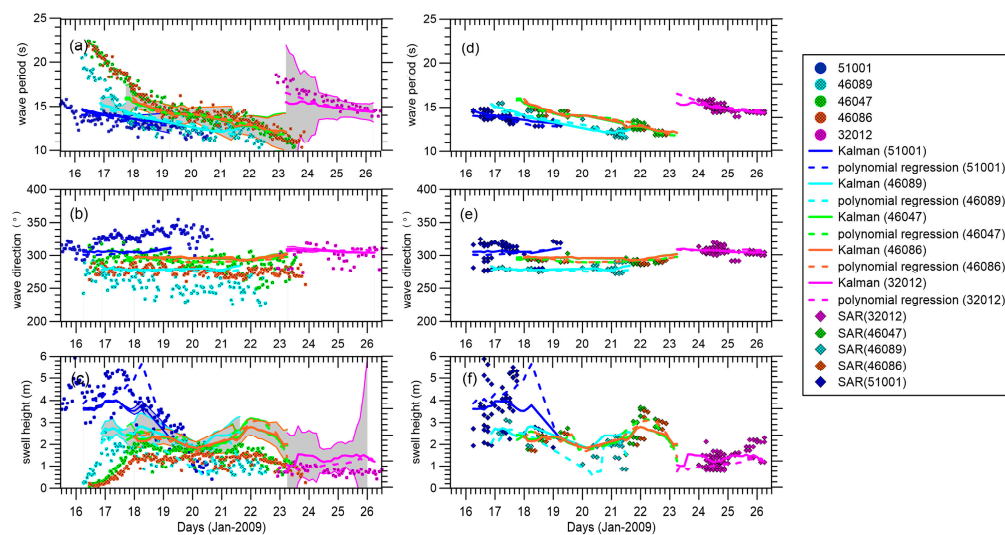 25
20
15
10
wave period (s)
(a)
16 17 18 19 20 21 22 23 24 25 26
25
20
15
10
wave period (s)
(d)
16 17 18 19 20 21 22 23 24 25 26
400
350
300
250
200
wave direction (°)
(b)
16 17 18 19 20 21 22 23 24 25 26
400
350
300
250
200
wave direction (°)
(e)
16 17 18 19 20 21 22 23 24 25 26
6
5
4
3
2
1
0
swell height (m)
(c)
16 17 18 19 20 21 22 23 24 25 26
Days (Jan-2009)
6
5
4
3
2
1
0
swell height (m)
(f)
16 17 18 19 20 21 22 23 24 25 26
Days (Jan-2009)
51001
46089
46047
46086
32012
Kalman (51001)
polynomial regression (51001)
Kalman (46089)
polynomial regression (46089)
Kalman (46047)
polynomial regression (46047)
Kalman (46086)
polynomial regression (46086)
Kalman (32012)
polynomial regression (32012)
SAR(32012)
SAR(46047)
SAR(46089)
SAR(46086)
SAR(51001)